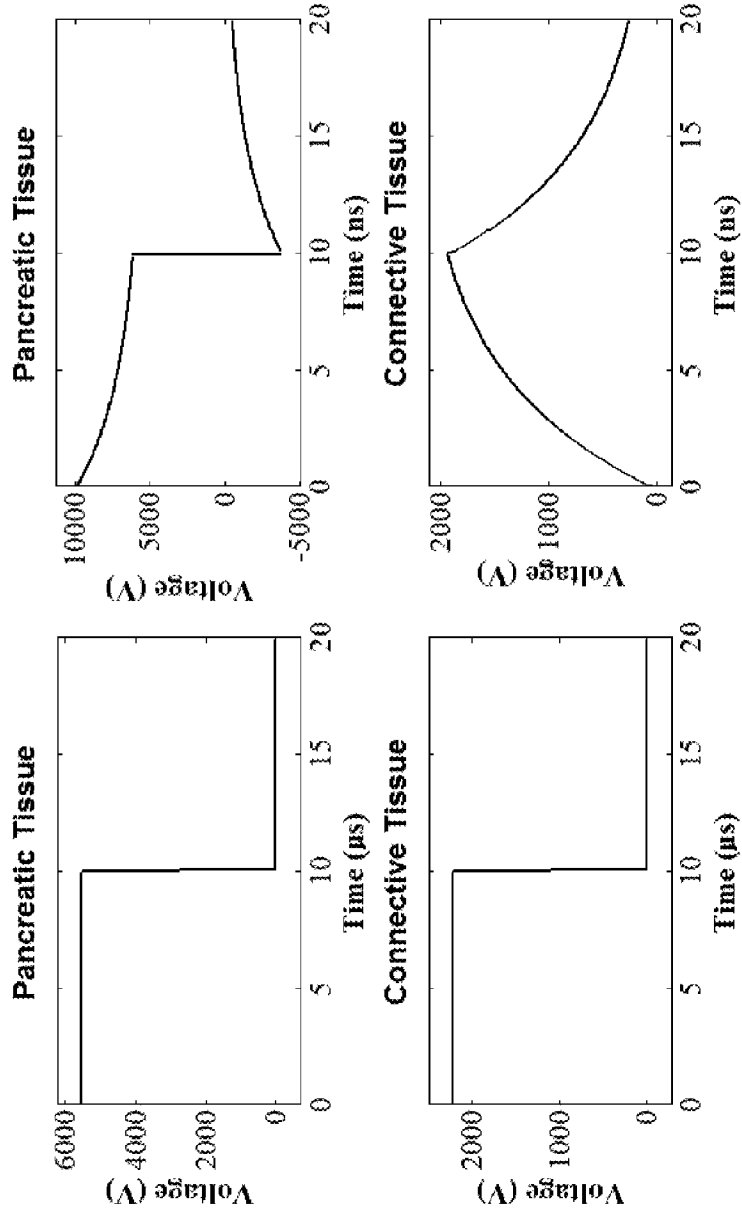 Pancreatic Tissue
6000
4000
2000
0
Voltage (V)
0 5 10 15 20
Time (µs)
Pancreatic Tissue
10000
5000
0
-5000
Voltage (V)
0 5 10 15 20
Time (ns)
Connective Tissue
2000
1000
0
Voltage (V)
0 5 10 15 20
Time (µs)
Connective Tissue
2000
1000
0
Voltage (V)
0 5 10 15 20
Time (ns)